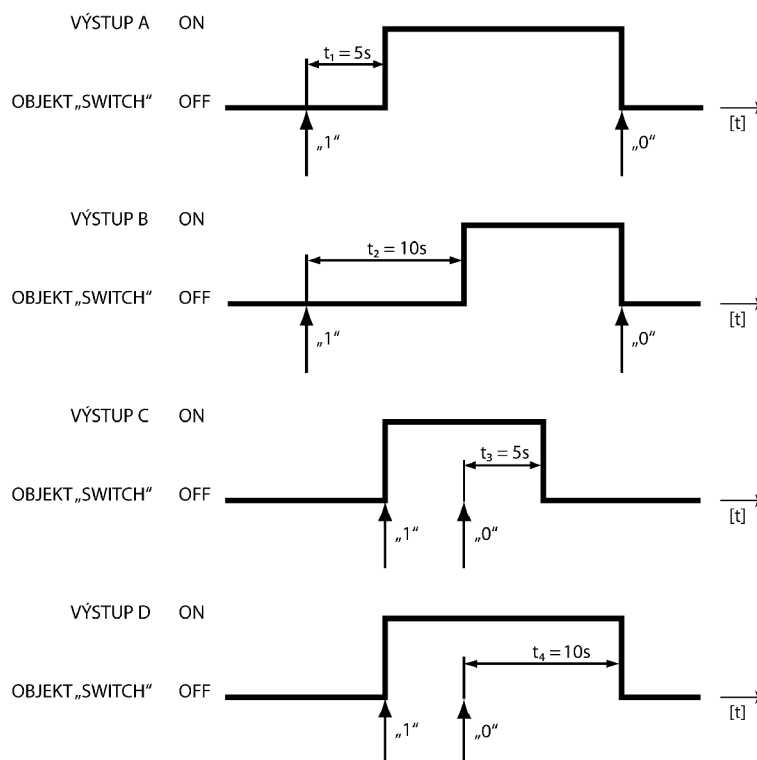 VÝSTUP A ON
t₁ = 5s
OBJEKT „SWITCH“ OFF
[t]
„1“ „0“
VÝSTUP B ON
t₂ = 10s
OBJEKT „SWITCH“ OFF
[t]
„1“ „0“
VÝSTUP C ON
t₃ = 5s
OBJEKT „SWITCH“ OFF
[t]
„1“ „0“
VÝSTUP D ON
t₄ = 10s
OBJEKT „SWITCH“ OFF
[t]
„1“ „0“